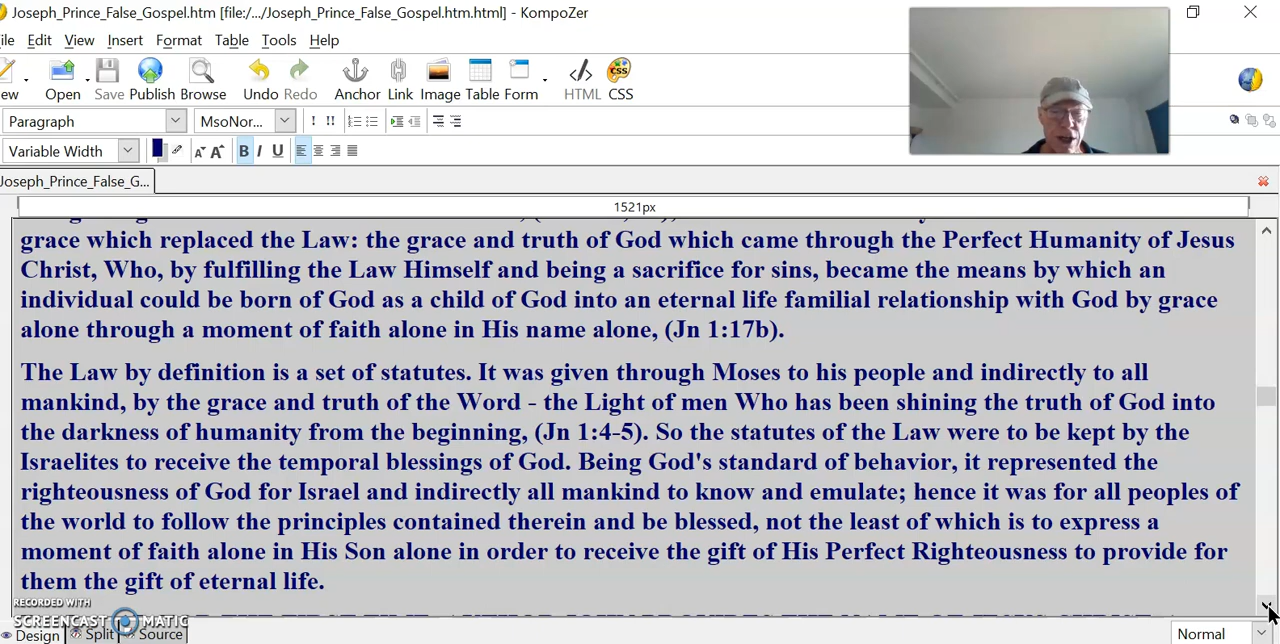 Joseph_Prince_False_Gospel.htm [file:/.../Joseph_Prince_False_Gospel.htm.html] - KompoZer
ile Edit View Insert Format Table Tools Help
ew Open Save Publish Browse Undo Redo Anchor Link Image Table Form HTML CSS
Paragraph MsoNor...
Variable Width B I U
Joseph_Prince_False_G...
1521px
grace which replaced the Law: the grace and truth of God which came through the Perfect Humanity of Jesus
Christ, Who, by fulfilling the Law Himself and being a sacrifice for sins, became the means by which an
individual could be born of God as a child of God into an eternal life familial relationship with God by grace
alone through a moment of faith alone in His name alone, (Jn 1:17b).
The Law by definition is a set of statutes. It was given through Moses to his people and indirectly to all
mankind, by the grace and truth of the Word - the Light of men Who has been shining the truth of God into
the darkness of humanity from the beginning, (Jn 1:4-5). So the statutes of the Law were to be kept by the
Israelites to receive the temporal blessings of God. Being God's standard of behavior, it represented the
righteousness of God for Israel and indirectly all mankind to know and emulate; hence it was for all peoples of
the world to follow the principles contained therein and be blessed, not the least of which is to express a
moment of faith alone in His Son alone in order to receive the gift of His Perfect Righteousness to provide for
them the gift of eternal life.
RECORDED WITH
SCREENCAST MATIC
Design Split Source Normal